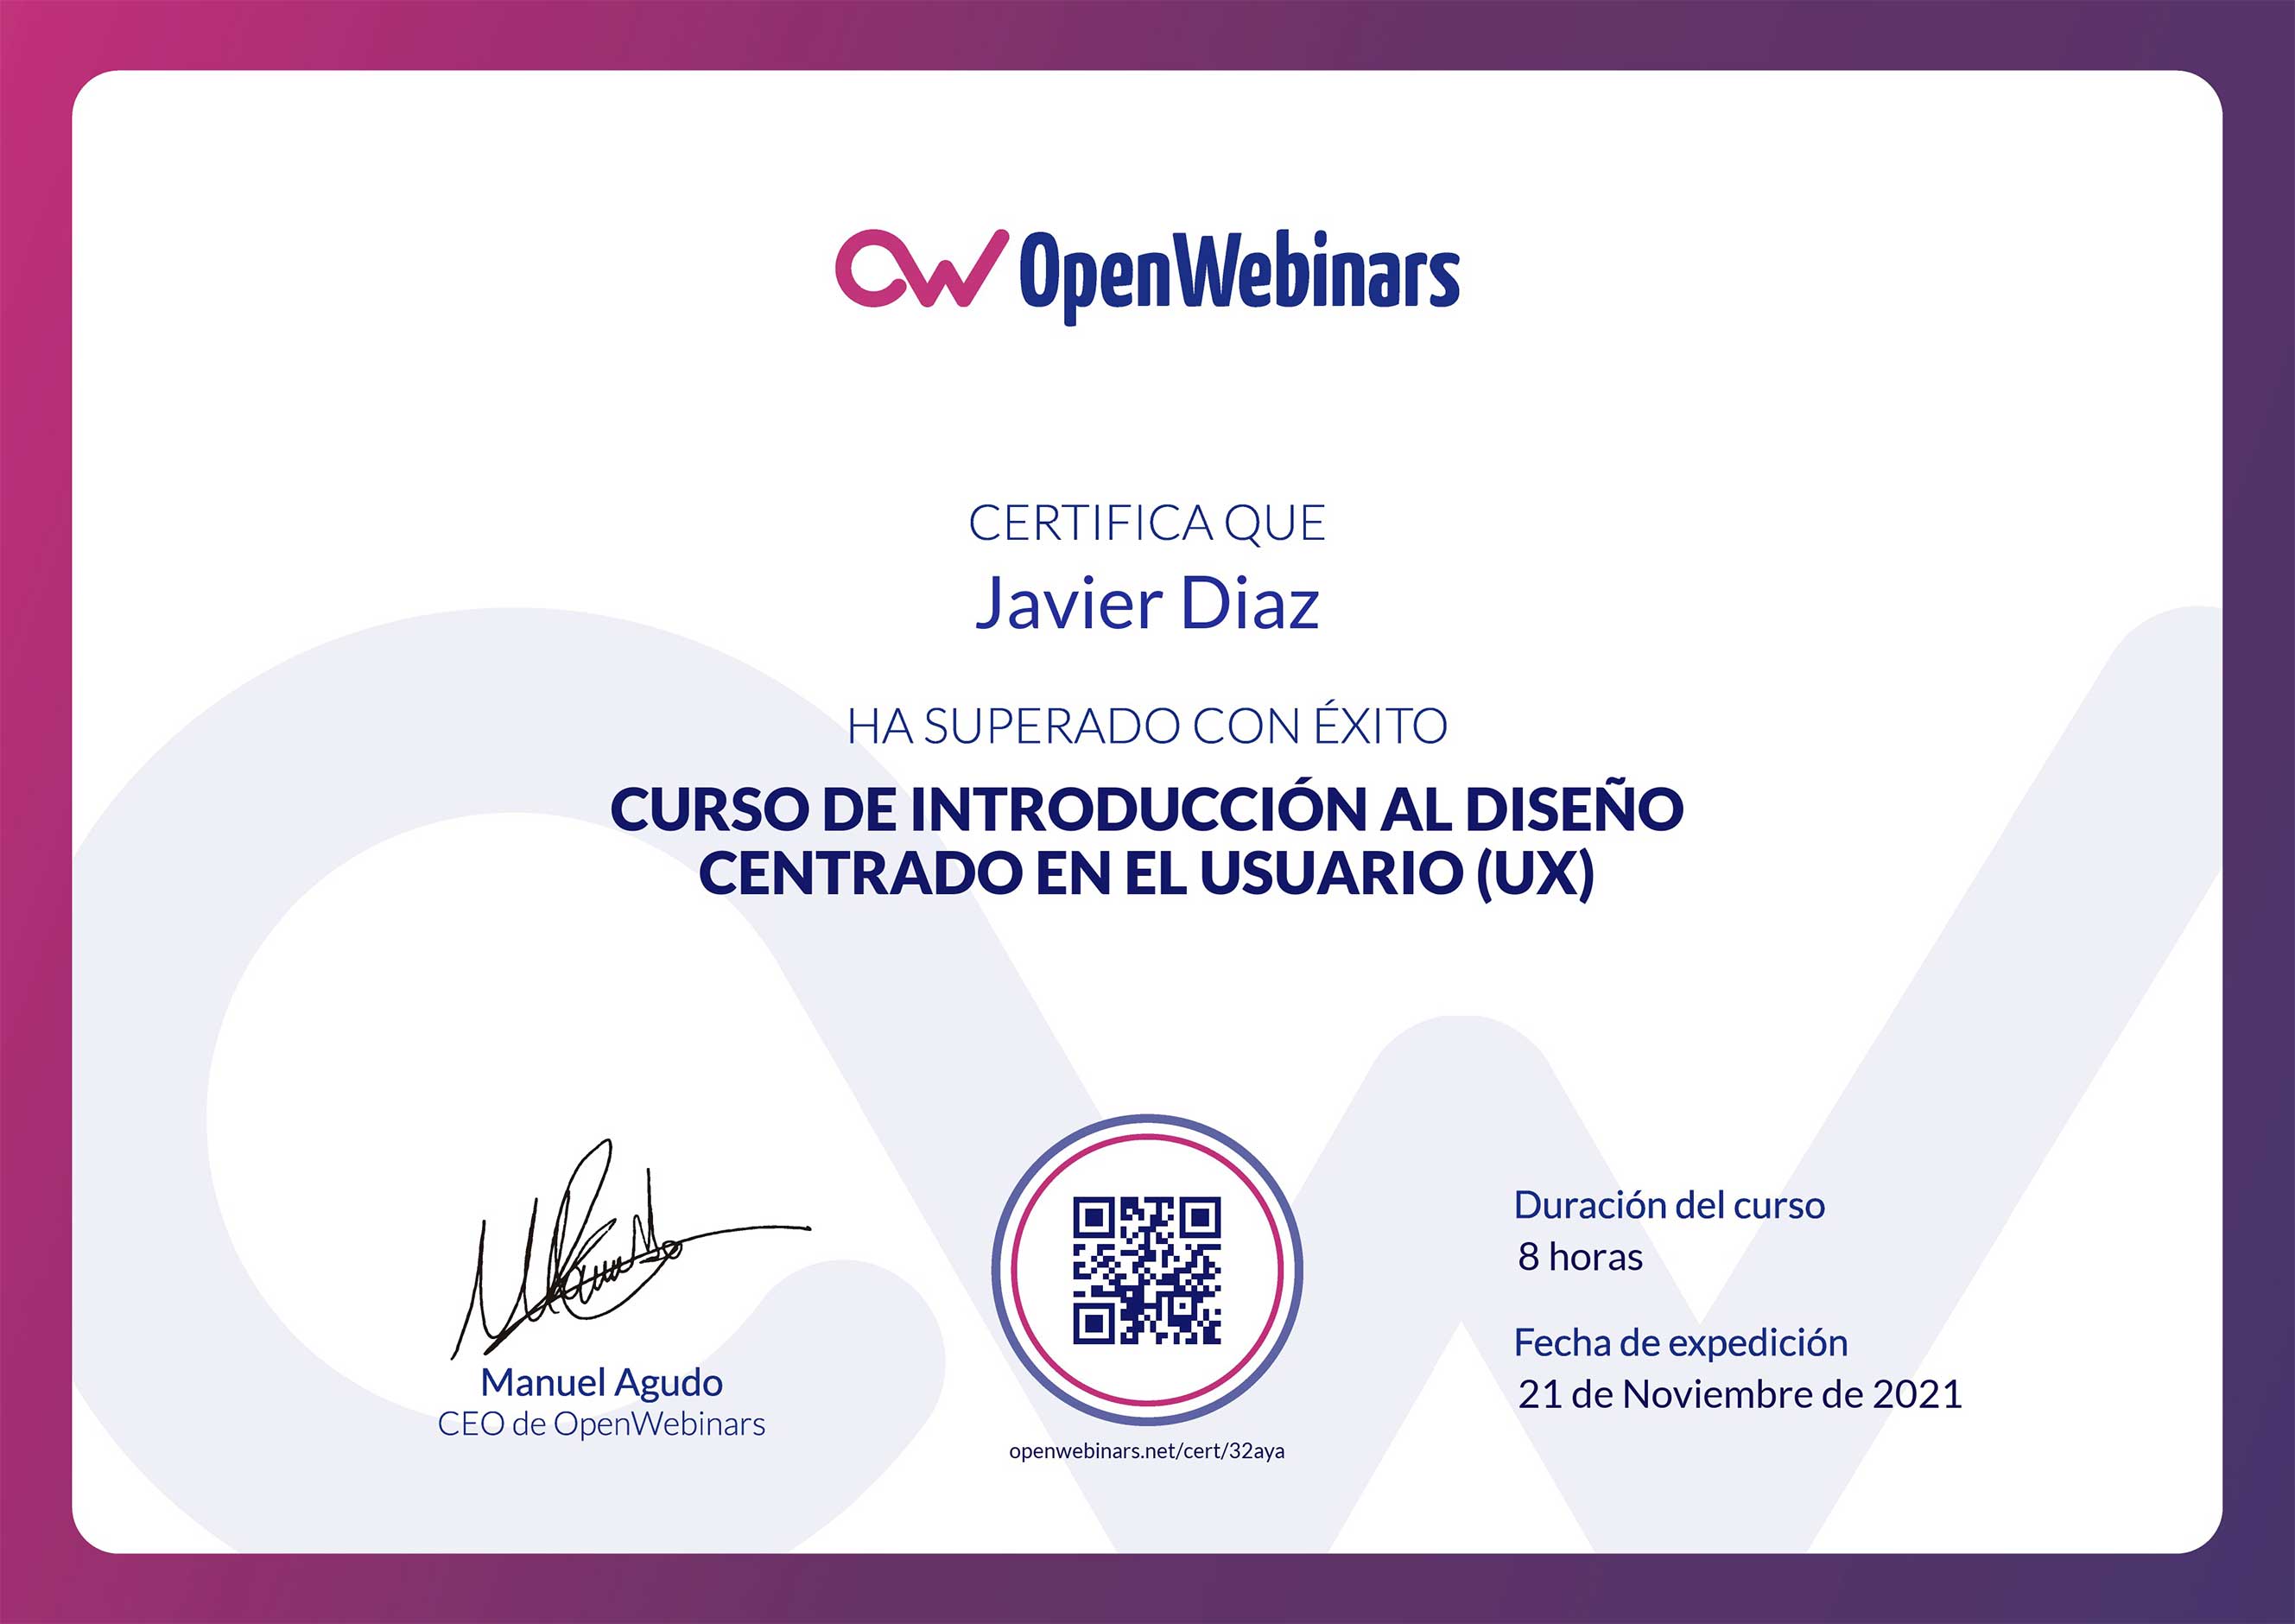 OpenWebinars
CERTIFICA QUE
Javier Diaz
HA SUPERADO CON ÉXITO
CURSO DE INTRODUCCIÓN AL DISEÑO
CENTRADO EN EL USUARIO (UX)
Manuel Agudo
CEO de OpenWebinars
openwebinars.net/cert/32aya
Duración del curso
8 horas
Fecha de expedición
21 de Noviembre de 2021